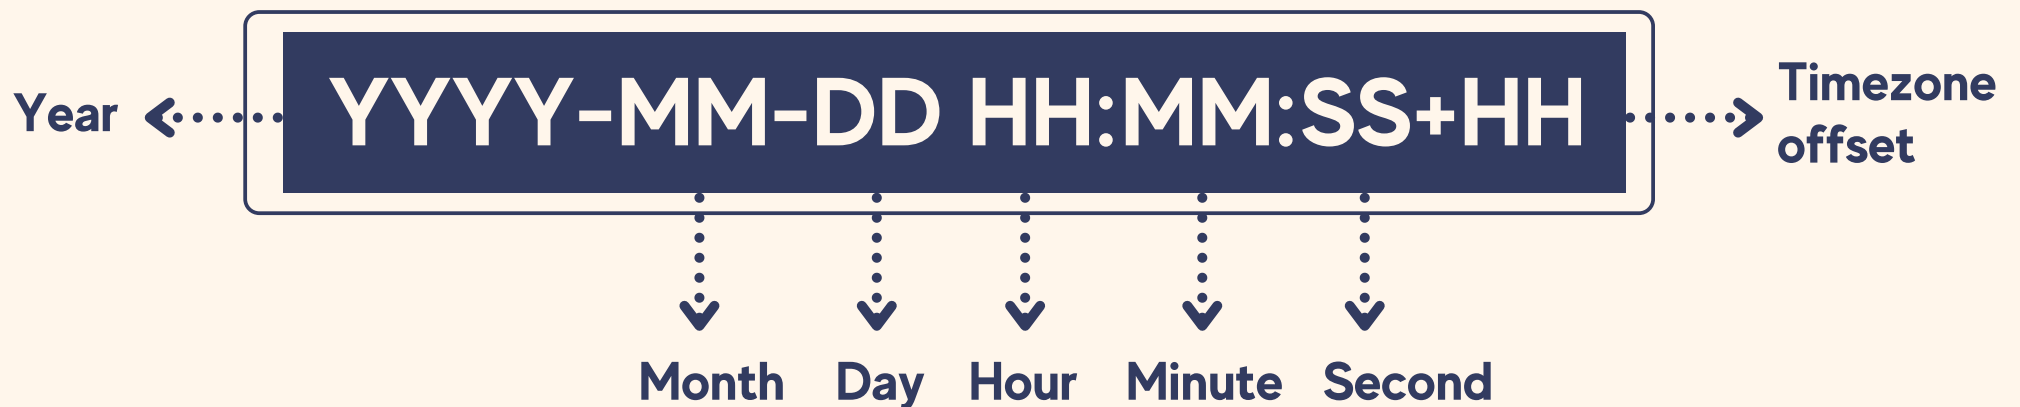 YYYY-MM-DD HH:MM:SS+HH
Year
Timezone
offset
Month Day Hour Minute Second